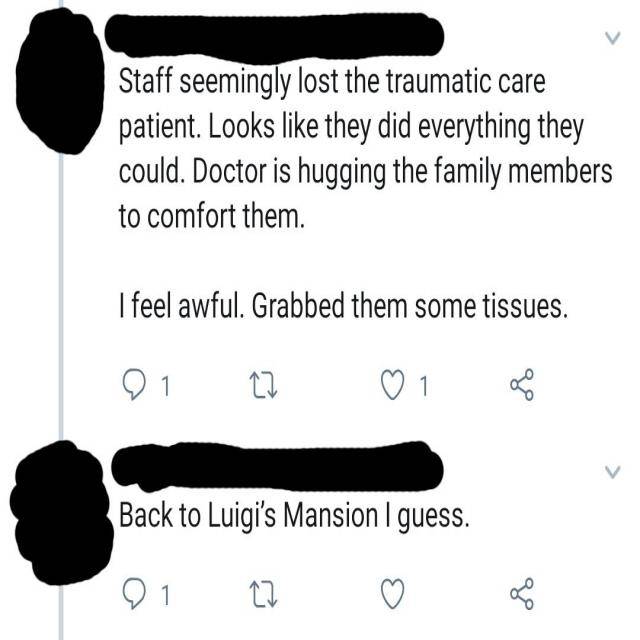 Staff seemingly lost the traumatic care
patient. Looks like they did everything they
could. Doctor is hugging the family members
to comfort them.
I feel awful. Grabbed them some tissues.
1 1
Back to Luigi's Mansion I guess.
1